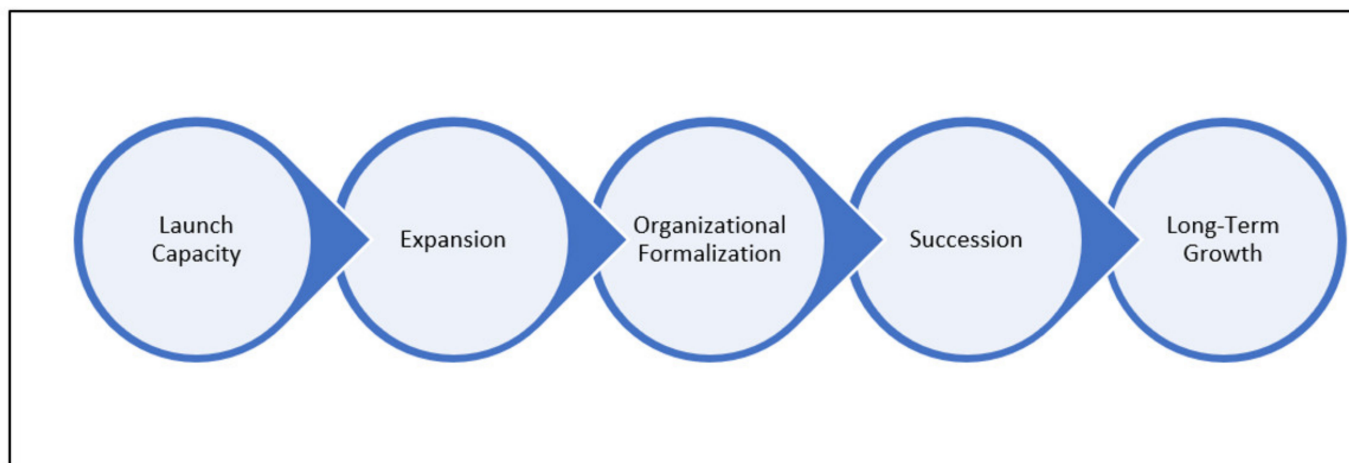 Launch
Capacity
Expansion
Organizational
Formalization
Succession
Long-Term
Growth